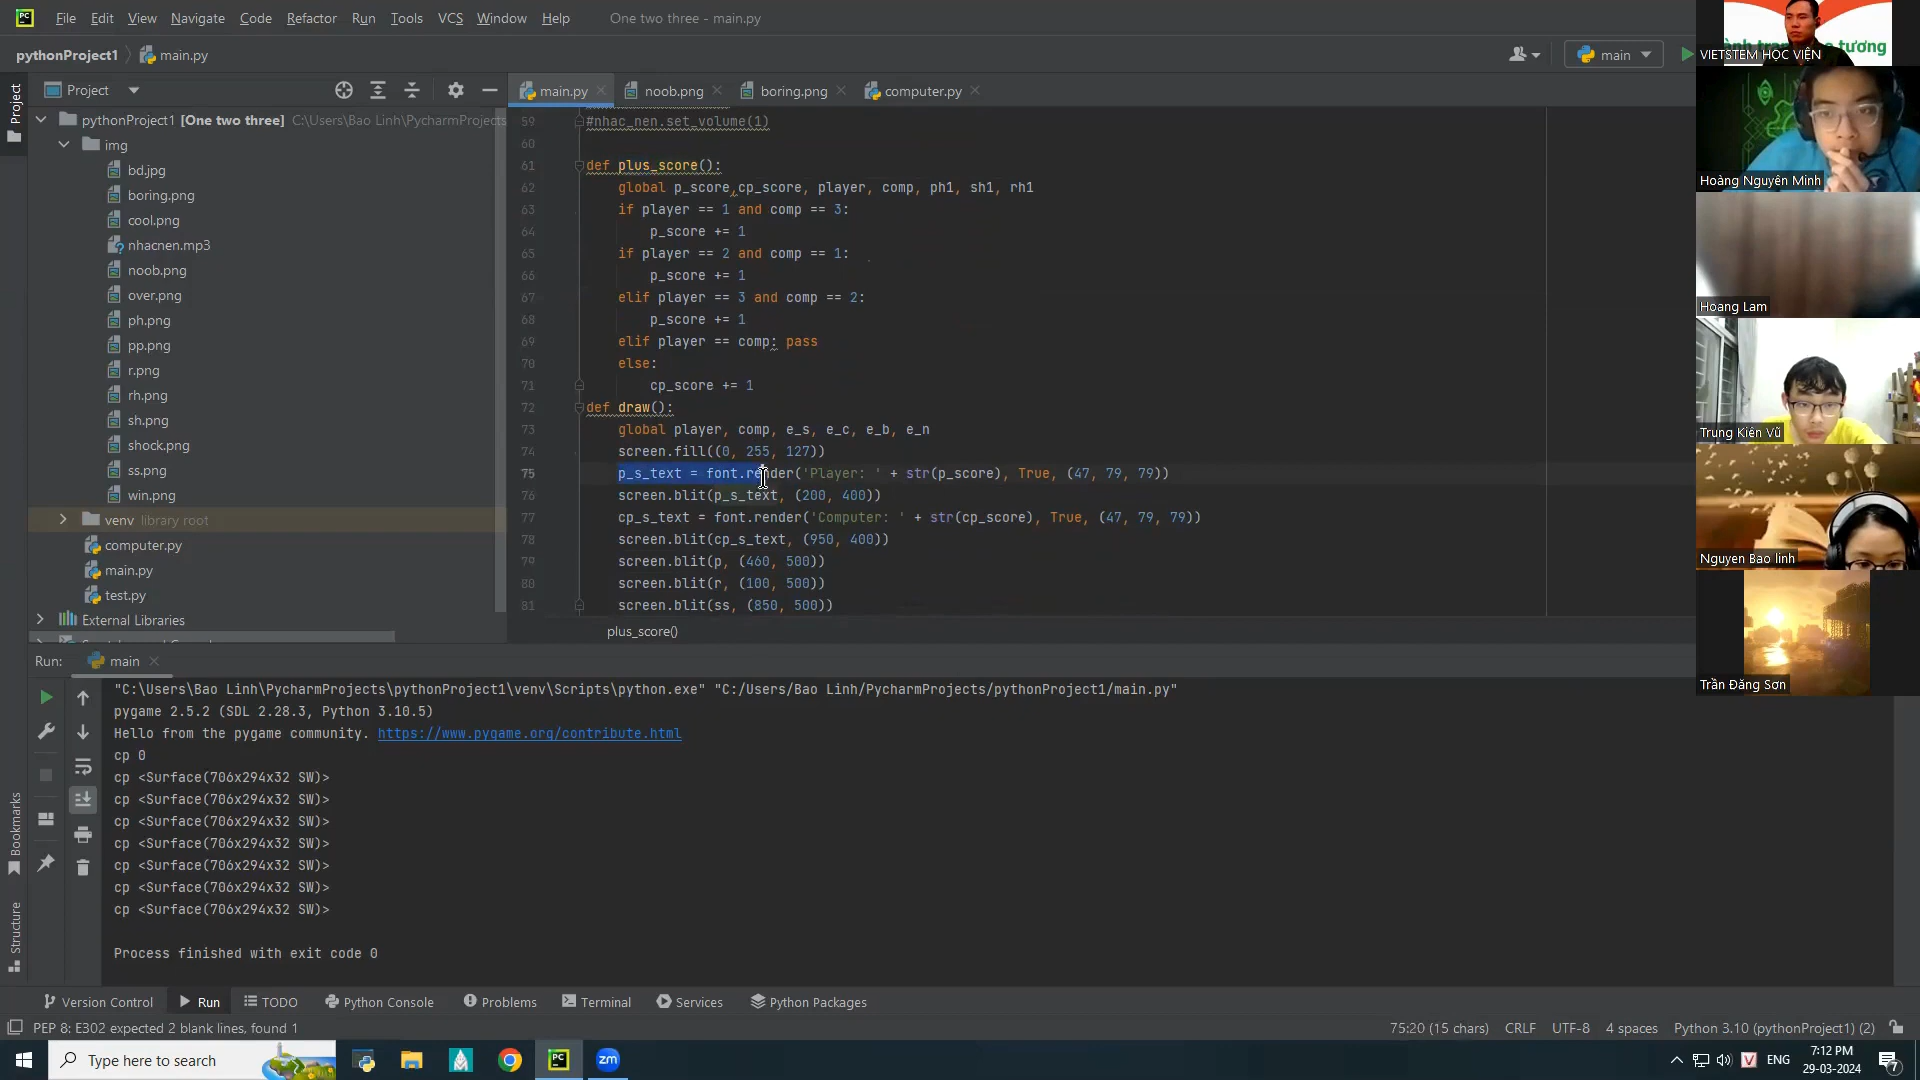 File Edit View Navigate Code Refactor Run Tools VCS Window Help One two three - main.py
pythonProject1 main.py main
Project main.py noob.png boring.png computer.py
pythonProject1 [One two three] C:\Users\Bao Linh\PycharmProjects
img
bd.jpg
boring.png
cool.png
nhacnen.mp3
noob.png
over.png
ph.png
pp.png
r.png
rh.png
sh.png
shock.png
ss.png
win.png
venv library root
computer.py
main.py
test.py
External Libraries
Project
59 #nhac_nen.set_volume(1)
60
61 def plus_score():
62 global p_score,cp_score, player, comp, ph1, sh1, rh1
63 if player == 1 and comp == 3:
64 p_score += 1
65 if player == 2 and comp == 1:
66 p_score += 1
67 elif player == 3 and comp == 2:
68 p_score += 1
69 elif player == comp: pass
70 else:
71 cp_score += 1
72 def draw():
73 global player, comp, e_s, e_c, e_b, e_n
74 screen.fill((0, 255, 127))
75 p_s_text = font.render('Player: ' + str(p_score), True, (47, 79, 79))
76 screen.blit(p_s_text, (200, 400))
77 cp_s_text = font.render('Computer: ' + str(cp_score), True, (47, 79, 79))
78 screen.blit(cp_s_text, (950, 400))
79 screen.blit(p, (460, 500))
80 screen.blit(r, (100, 500))
81 screen.blit(ss, (850, 500))
plus_score()
VIETSTEM HỌC VIỆN
Hoàng Nguyên Minh
Hoang Lam
Trung Kiên Vũ
Nguyen Bao linh
Trần Đăng Sơn
Run: main
"C:\Users\Bao Linh\PycharmProjects\pythonProject1\venv\Scripts\python.exe" "C:/Users/Bao Linh/PycharmProjects/pythonProject1/main.py"
pygame 2.5.2 (SDL 2.28.3, Python 3.10.5)
Hello from the pygame community. https://www.pygame.org/contribute.html
cp 0
cp <Surface(706x294x32 SW)>
cp <Surface(706x294x32 SW)>
cp <Surface(706x294x32 SW)>
cp <Surface(706x294x32 SW)>
cp <Surface(706x294x32 SW)>
cp <Surface(706x294x32 SW)>
cp <Surface(706x294x32 SW)>
Process finished with exit code 0
Bookmarks
Structure
Version Control Run TODO Python Console Problems Terminal Services Python Packages
PEP 8: E302 expected 2 blank lines, found 1 75:20 (15 chars) CRLF UTF-8 4 spaces Python 3.10 (pythonProject1) (2)
Type here to search ENG 7:12 PM
29-03-2024